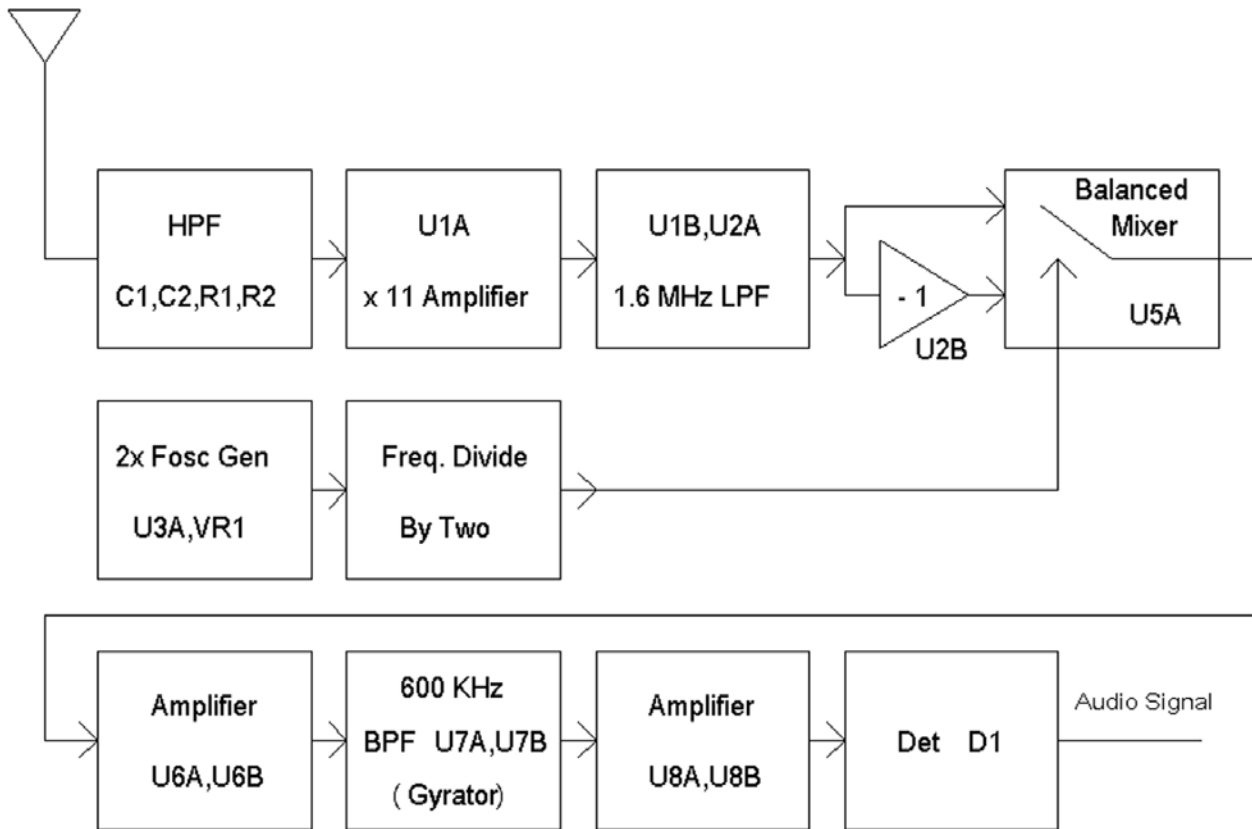 HPF
C1,C2,R1,R2
U1A
x 11 Amplifier
U1B,U2A
1.6 MHz LPF
- 1
U2B
Balanced
Mixer
U5A
2x Fosc Gen
U3A,VR1
Freq. Divide
By Two
Amplifier
U6A,U6B
600 KHz
BPF U7A,U7B
( Gyrator)
Amplifier
U8A,U8B
Det D1
Audio Signal